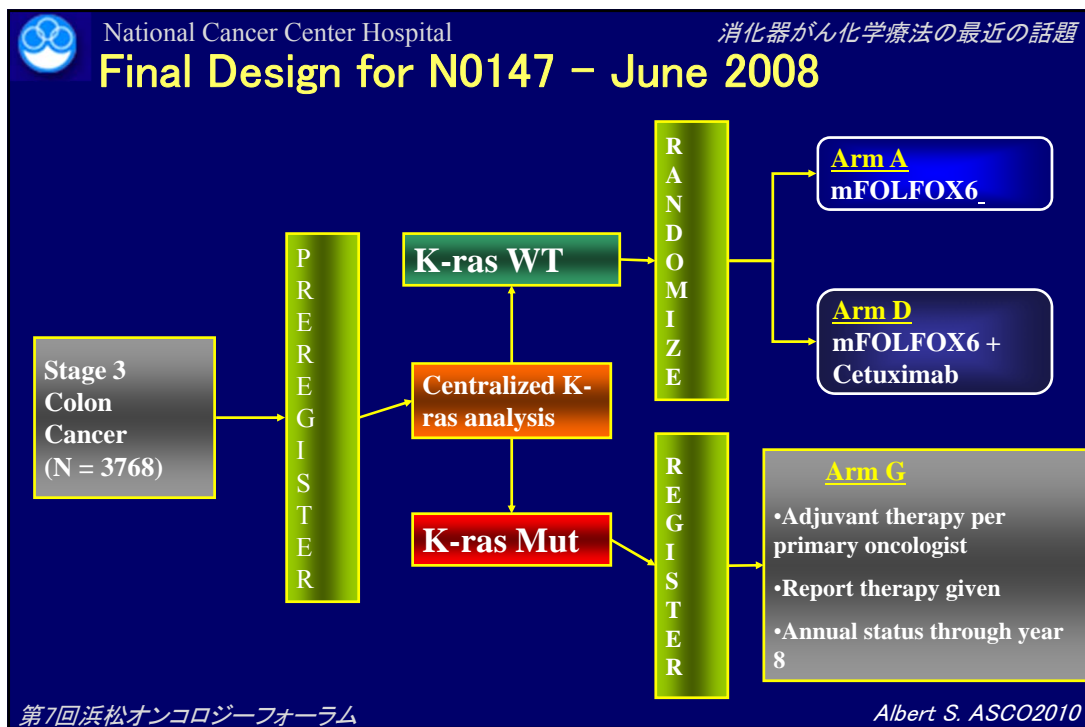 National Cancer Center Hospital
消化器がん化学療法の最近の話題
Final Design for N0147 – June 2008
Stage 3
Colon
Cancer
(N = 3768)
PREREGISTER
K-ras WT
Centralized K-
ras analysis
K-ras Mut
RANDOMIZE
Arm A
mFOLFOX6
Arm D
mFOLFOX6 +
Cetuximab
REGISTER
Arm G
•Adjuvant therapy per
primary oncologist
•Report therapy given
•Annual status through year
8
第7回浜松オンコロジーフォーラム
Albert S. ASCO2010